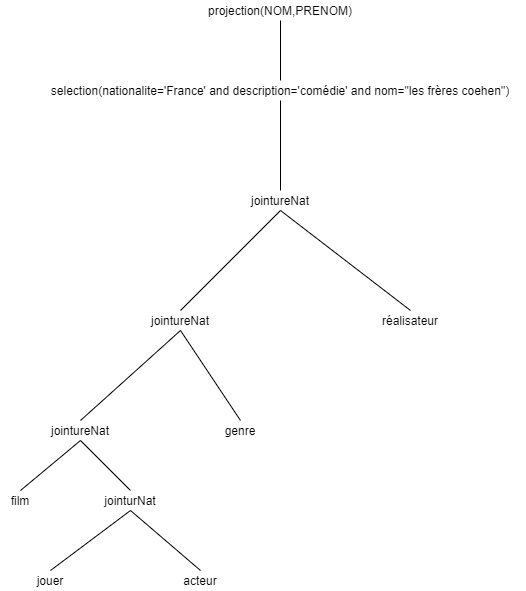 projection(NOM,PRENOM)
selection(nationalite='France' and description='comédie' and nom="les frères coehen")
jointureNat
jointureNat
réalisateur
jointureNat
genre
film
jointurNat
jouer
acteur